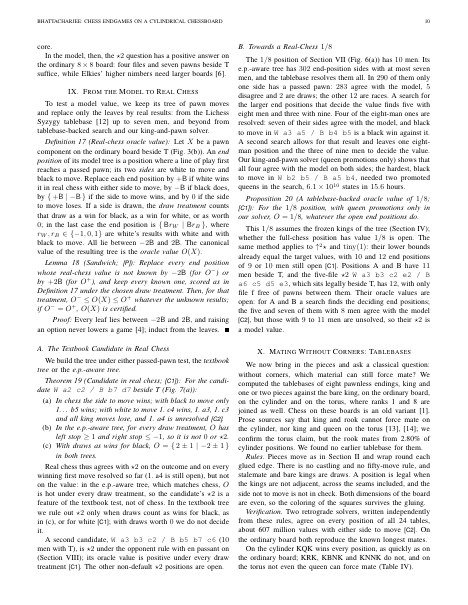 BHATTACHARJEE: CHESS ENDGAMES ON A CYLINDRICAL CHESSBOARD
10
core.
In the model, then, the ∗2 question has a positive answer on
the ordinary 8 × 8 board: four files and seven pawns beside T
suffice, while Elkies' higher nimbers need larger boards [6].
IX. FROM THE MODEL TO REAL CHESS
To test a model value, we keep its tree of pawn moves
and replace only the leaves by real results: from the Lichess
Syzygy tablebase [12] up to seven men, and beyond from
tablebase-backed search and our king-and-pawn solver.
Definition 17 (Real-chess oracle value): Let X be a pawn
component on the ordinary board beside T (Fig. 3(b)). An end
position of its model tree is a position where a line of play first
reaches a passed pawn; its two sides are white to move and
black to move. Replace each end position by +B if white wins
it in real chess with either side to move, by −B if black does,
by {+B | −B} if the side to move wins, and by 0 if the side
to move loses. If a side is drawn, the draw treatment counts
that draw as a win for black, as a win for white, or as worth
0; in the last case the end position is {Brw | Brb}, where
rw, rb ∈ {−1, 0, 1} are white's results with white and with
black to move. All lie between −2B and 2B. The canonical
value of the resulting tree is the oracle value O(X).
Lemma 18 (Sandwich; [P]): Replace every end position
whose real-chess value is not known by −2B (for O−) or
by +2B (for O+), and keep every known one, scored as in
Definition 17 under the chosen draw treatment. Then, for that
treatment, O− ≤ O(X) ≤ O+ whatever the unknown results;
if O− = O+, O(X) is certified.
Proof: Every leaf lies between −2B and 2B, and raising
an option never lowers a game [4]; induct from the leaves. ■
A. The Textbook Candidate in Real Chess
We build the tree under either passed-pawn test, the textbook
tree or the e.p.-aware tree.
Theorem 19 (Candidate in real chess; [C1]): For the candi-
date W a2 c2 / B b7 d7 beside T (Fig. 7(a)):
(a) In chess the side to move wins; with black to move only
1... b5 wins; with white to move 1. c4 wins, 1. a3, 1. c3
and all king moves lose, and 1. a4 is unresolved [C2]
(b) In the e.p.-aware tree, for every draw treatment, O has
left stop ≥ 1 and right stop ≤ −1, so it is not 0 or ∗2.
(c) With draws as wins for black, O = {2 ± 1 | −2 ± 1}
in both trees.
Real chess thus agrees with ∗2 on the outcome and on every
winning first move resolved so far (1. a4 is still open), but not
on the value: in the e.p.-aware tree, which matches chess, O
is hot under every draw treatment, so the candidate's ∗2 is a
feature of the textbook test, not of chess. In the textbook tree
we rule out ∗2 only when draws count as wins for black, as
in (c), or for white [C1]; with draws worth 0 we do not decide
it.
A second candidate, W a3 b3 c2 / B b5 b7 c6 (10
men with T), is ∗2 under the opponent rule with en passant on
(Section VIII); its oracle value is positive under every draw
treatment [C1]. The other non-default ∗2 positions are open.
B. Towards a Real-Chess 1/8
The 1/8 position of Section VII (Fig. 6(a)) has 10 men. Its
e.p.-aware tree has 302 end-position sides with at most seven
men, and the tablebase resolves them all. In 290 of them only
one side has a passed pawn: 283 agree with the model, 5
disagree and 2 are draws; the other 12 are races. A search for
the larger end positions that decide the value finds five with
eight men and three with nine. Four of the eight-man ones are
resolved: seven of their sides agree with the model, and black
to move in W a3 a5 / B b4 b5 is a black win against it.
A second search allows for that result and leaves one eight-
man position and the three nine men to decide the value.
Our king-and-pawn solver (queen promotions only) shows that
all four agree with the model on both sides; the hardest, black
to move in W b2 b5 / B a5 b4, needed two promoted
queens in the search, 6.1 × 10¹⁰ states in 15.6 hours.
Proposition 20 (A tablebase-backed oracle value of 1/8;
[C1]): For the 1/8 position, with queen promotions only in
our solver, O = 1/8, whatever the open end positions do.
This 1/8 assumes the frozen kings of the tree (Section IV);
whether the full-chess position has value 1/8 is open. The
same method applies to ↑²∗ and tiny(1): their lower bounds
already equal the target values, with 10 and 12 end positions
of 9 or 10 men still open [C1]. Positions A and B have 11
men beside T, and the five-file ∗2 W a3 b3 c2 e2 / B
a6 c5 d5 e3, which sits legally beside T, has 12, with only
a f free of pawns between them. Their oracle values are
open: for A and B a search finds the deciding end positions;
the five and seven of them with 8 men agree with the model
[C2], but those with 9 to 11 men are unsolved, so their ∗2 is
a model value.
X. MATING WITHOUT CORNERS: TABLEBASES
We now bring in the pieces and ask a classical question:
without corners, which material can still force mate? We
computed the tablebases of eight pawnless endings, king and
one or two pieces against the bare king, on the ordinary board,
on the cylinder and on the torus, where ranks 1 and 8 are
joined as well. Chess on these boards is an old variant [1].
Prose sources say that king and rook cannot force mate on
the cylinder, nor king and queen on the torus [13], [14]; we
confirm the torus claim, but the rook mates from 2.80% of
cylinder positions. We found no earlier tablebase for them.
Rules. Pieces move as in Section II and wrap round each
glued edge. There is no castling and no fifty-move rule, and
stalemate and bare kings are draws. A position is legal when
the kings are not adjacent, across the seams included, and the
side not to move is not in check. Both dimensions of the board
are even, so the coloring of the squares survives the gluing.
Verification. Two retrograde solvers, written independently
from these rules, agree on every position of all 24 tables,
about 607 million values with either side to move [C2]. On
the ordinary board both reproduce the known longest mates.
On the cylinder KQK wins every position, as quickly as on
the ordinary board; KRK, KBNK and KNNK do not, and on
the torus not even the queen can force mate (Table IV).